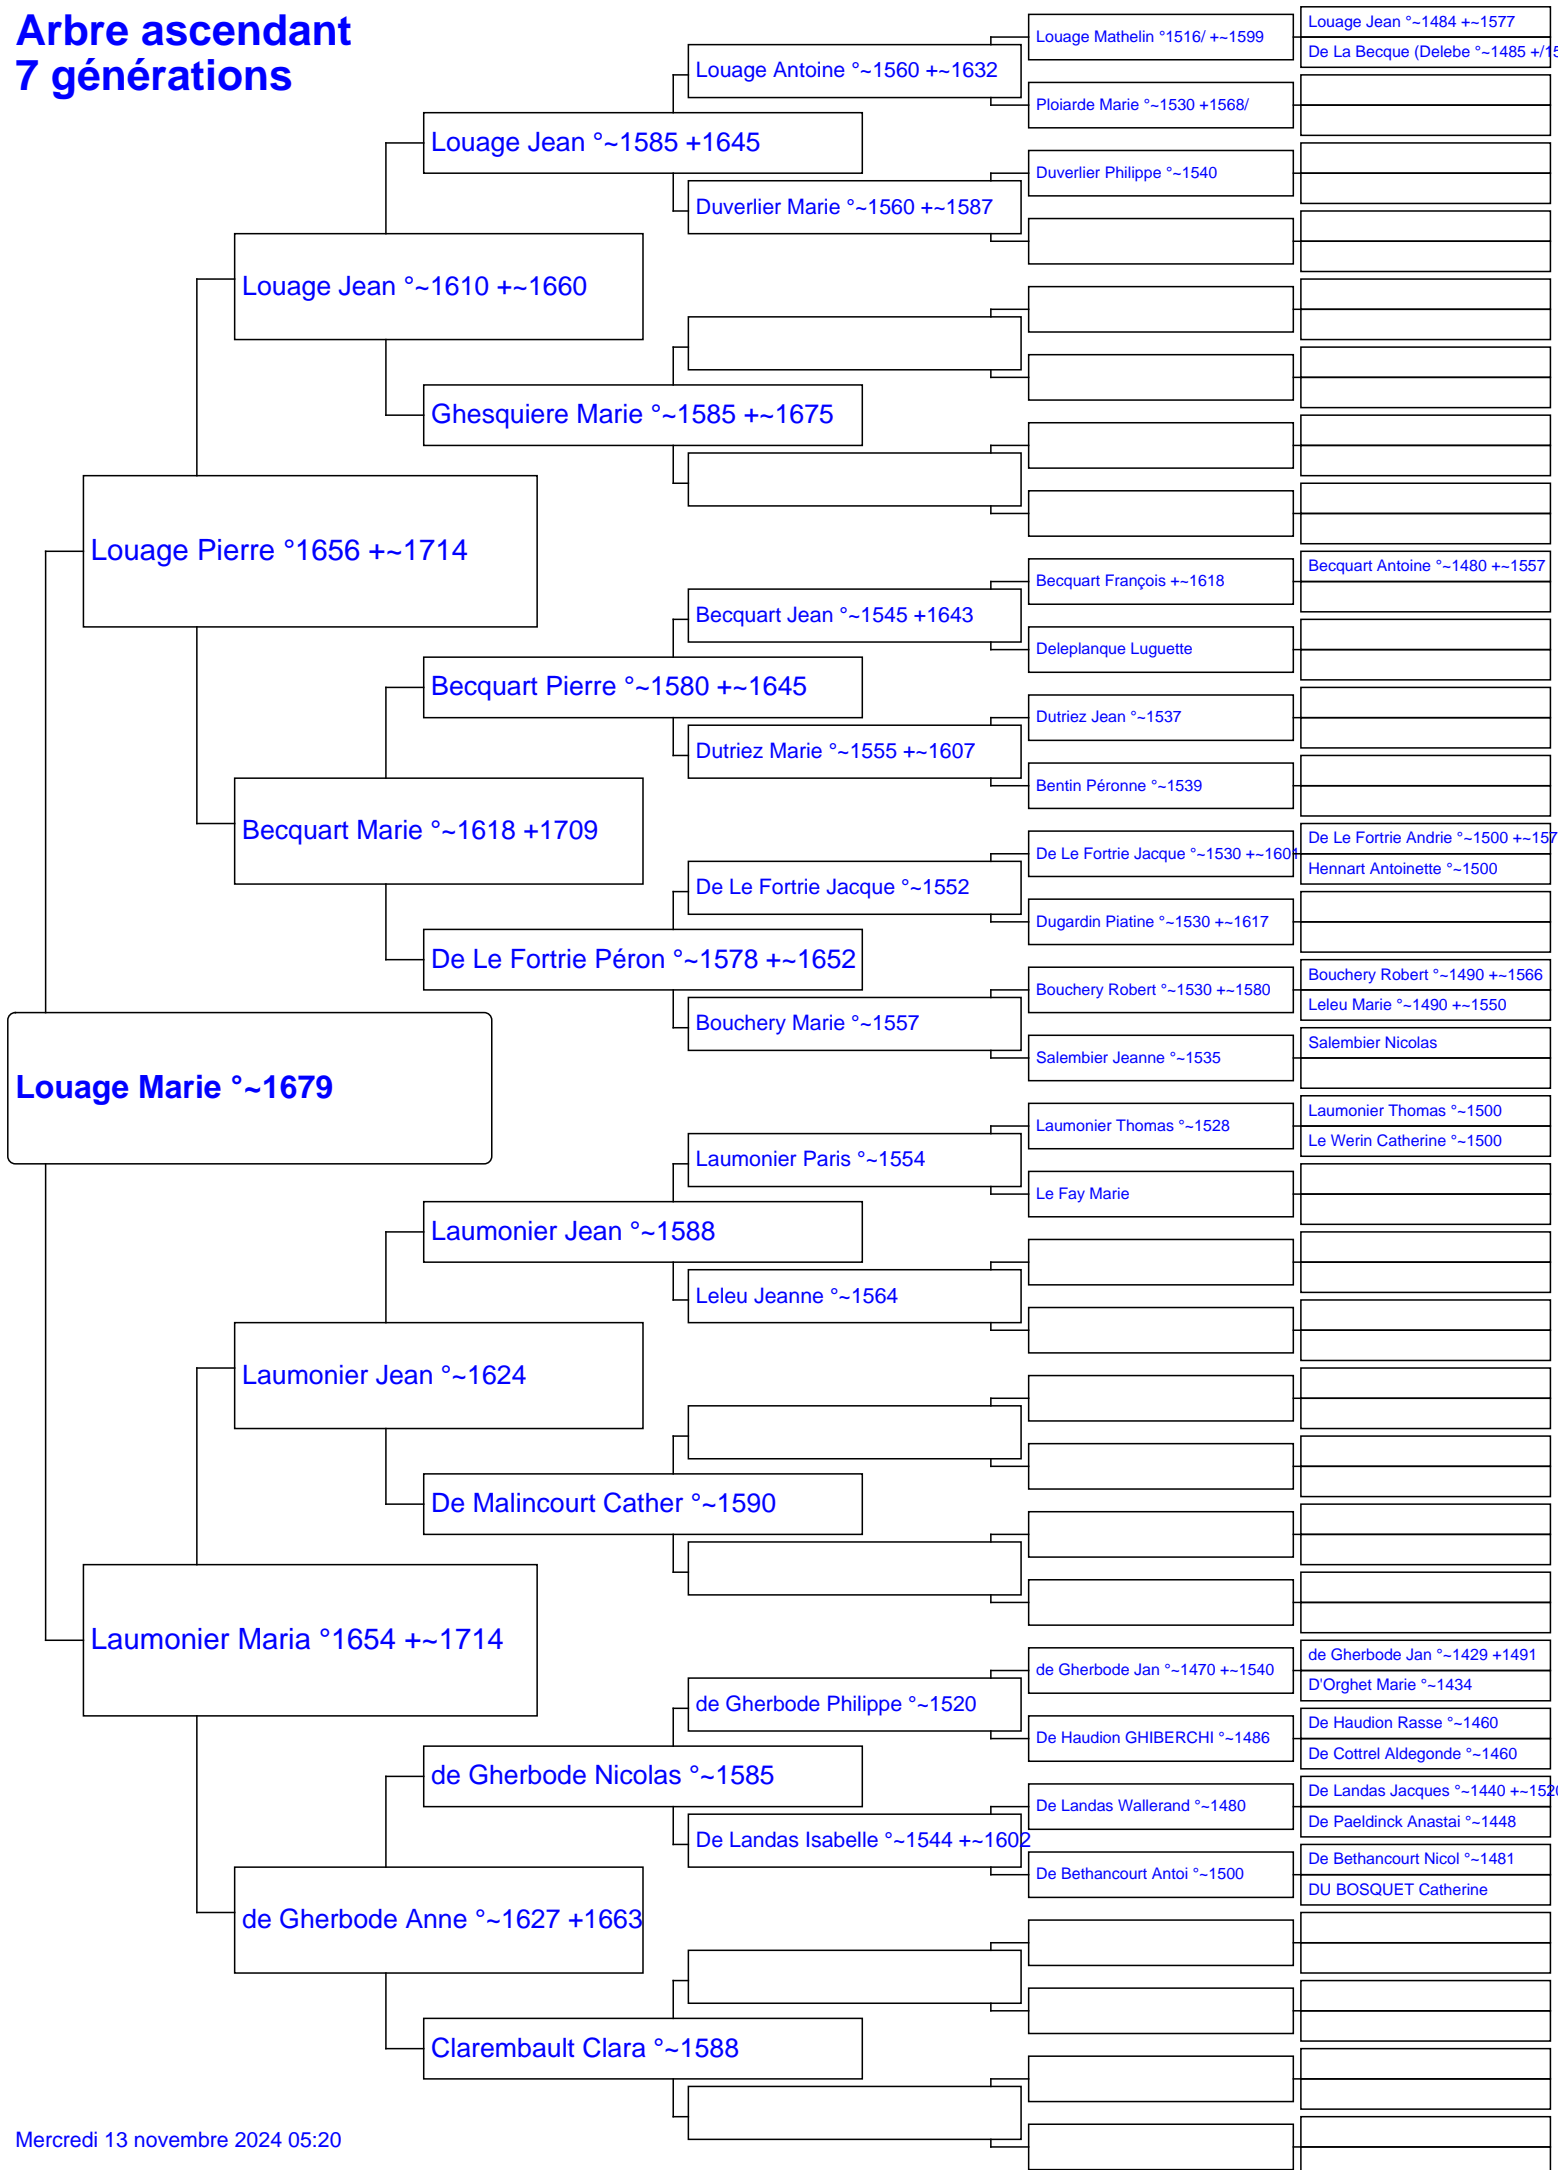 Arbre ascendant
7 générations
Louage Jean °~1484 +~1577
Louage Mathelin °1516/ +~1599
De La Becque (Delebe °~1485 +/15
Louage Antoine °~1560 +~1632
Ploiarde Marie °~1530 +1568/
Louage Jean °~1585 +1645
Duverlier Philippe °~1540
Duverlier Marie °~1560 +~1587
Louage Jean °~1610 +~1660
Ghesquiere Marie °~1585 +~1675
Louage Pierre °1656 +~1714
Becquart Antoine °~1480 +~1557
Becquart François +~1618
Becquart Jean °~1545 +1643
Deleplanque Luguette
Becquart Pierre °~1580 +~1645
Dutriez Jean °~1537
Dutriez Marie °~1555 +~1607
Bentin Péronne °~1539
Becquart Marie °~1618 +1709
De Le Fortrie Andrie °~1500 +~157
De Le Fortrie Jacque °~1530 +~1601
Hennart Antoinette °~1500
De Le Fortrie Jacque °~1552
Dugardin Piatine °~1530 +~1617
De Le Fortrie Péron °~1578 +~1652
Bouchery Robert °~1490 +~1566
Bouchery Robert °~1530 +~1580
Leleu Marie °~1490 +~1550
Bouchery Marie °~1557
Salembier Nicolas
Salembier Jeanne °~1535
Louage Marie °~1679
Laumonier Thomas °~1500
Laumonier Thomas °~1528
Le Werin Catherine °~1500
Laumonier Paris °~1554
Le Fay Marie
Laumonier Jean °~1588
Leleu Jeanne °~1564
Laumonier Jean °~1624
De Malincourt Cather °~1590
Laumonier Maria °1654 +~1714
de Gherbode Jan °~1429 +1491
de Gherbode Jan °~1470 +~1540
D'Orghet Marie °~1434
de Gherbode Philippe °~1520
De Haudion Rasse °~1460
De Haudion GHIBERCHI °~1486
De Cottrel Aldegonde °~1460
de Gherbode Nicolas °~1585
De Landas Jacques °~1440 +~1520
De Landas Wallerand °~1480
De Paeldinck Anastai °~1448
De Landas Isabelle °~1544 +~1602
De Bethancourt Nicol °~1481
De Bethancourt Antoi °~1500
DU BOSQUET Catherine
de Gherbode Anne °~1627 +1663
Clarembault Clara °~1588
Mercredi 13 novembre 2024 05:20